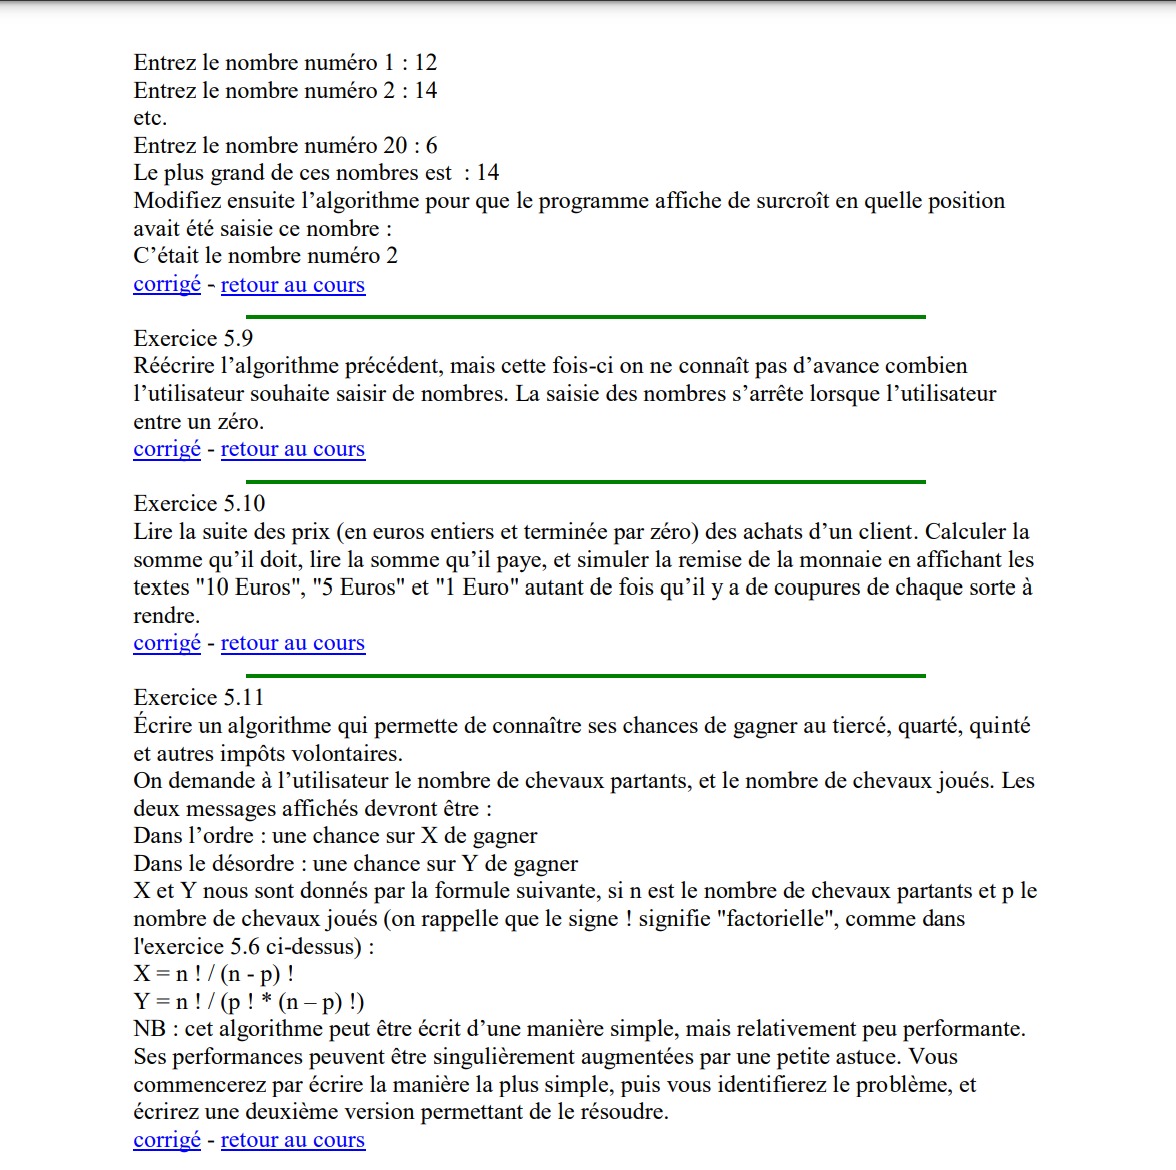 Entrez le nombre numéro 1 : 12
Entrez le nombre numéro 2 : 14
etc.
Entrez le nombre numéro 20 : 6
Le plus grand de ces nombres est  : 14
Modifiez ensuite l’algorithme pour que le programme affiche de surcroît en quelle position
avait été saisie ce nombre :
C’était le nombre numéro 2
corrigé - retour au cours
Exercice 5.9
Réécrire l’algorithme précédent, mais cette fois-ci on ne connaît pas d’avance combien
l’utilisateur souhaite saisir de nombres. La saisie des nombres s’arrête lorsque l’utilisateur
entre un zéro.
corrigé - retour au cours
Exercice 5.10
Lire la suite des prix (en euros entiers et terminée par zéro) des achats d’un client. Calculer la
somme qu’il doit, lire la somme qu’il paye, et simuler la remise de la monnaie en affichant les
textes "10 Euros", "5 Euros" et "1 Euro" autant de fois qu’il y a de coupures de chaque sorte à
rendre.
corrigé - retour au cours
Exercice 5.11
Écrire un algorithme qui permette de connaître ses chances de gagner au tiercé, quarté, quinté
et autres impôts volontaires.
On demande à l’utilisateur le nombre de chevaux partants, et le nombre de chevaux joués. Les
deux messages affichés devront être :
Dans l’ordre : une chance sur X de gagner
Dans le désordre : une chance sur Y de gagner
X et Y nous sont donnés par la formule suivante, si n est le nombre de chevaux partants et p le
nombre de chevaux joués (on rappelle que le signe ! signifie "factorielle", comme dans
l'exercice 5.6 ci-dessus) :
X = n ! / (n - p) !
Y = n ! / (p ! * (n – p) !)
NB : cet algorithme peut être écrit d’une manière simple, mais relativement peu performante.
Ses performances peuvent être singulièrement augmentées par une petite astuce. Vous
commencerez par écrire la manière la plus simple, puis vous identifierez le problème, et
écrirez une deuxième version permettant de le résoudre.
corrigé - retour au cours